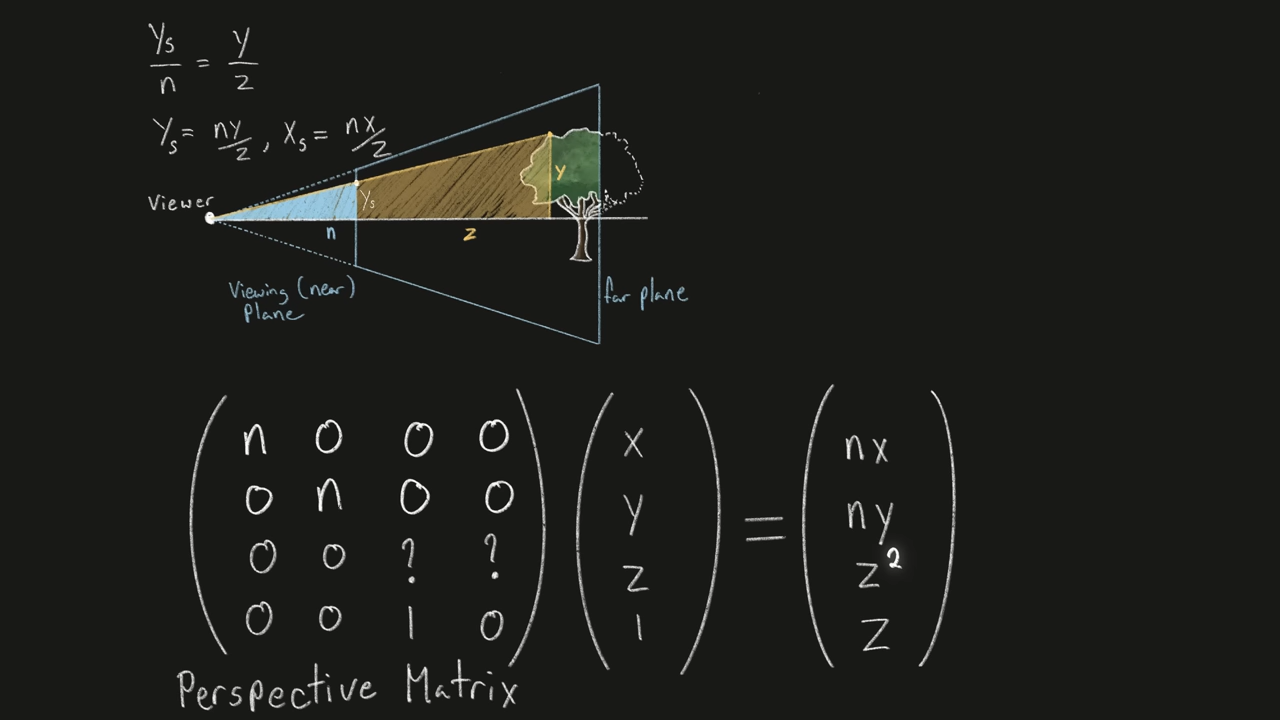 Ys/n = Y/z
Ys = nY/z, Xs = nX/z
Viewer
Ys
Y
n
z
Viewing (near)
Plane
far plane
n 0 0 0
0 n 0 0
0 0 ? ?
0 0 1 0
x
y
z
1
=
nx
ny
z²
z
Perspective Matrix